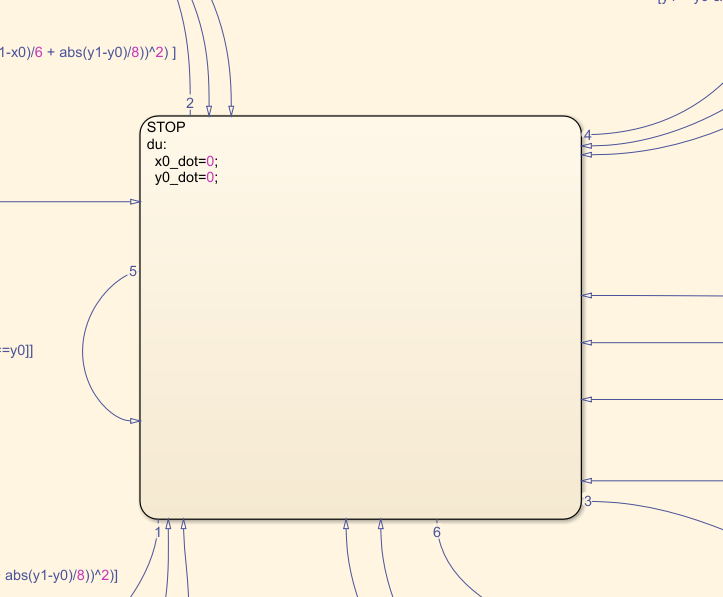 1-x0)/6 + abs(y1-y0)/8))^2) ]
2
STOP
du:
x0_dot=0;
y0_dot=0;
4
5
==y0]]
3
1
6
abs(y1-y0)/8))^2)]